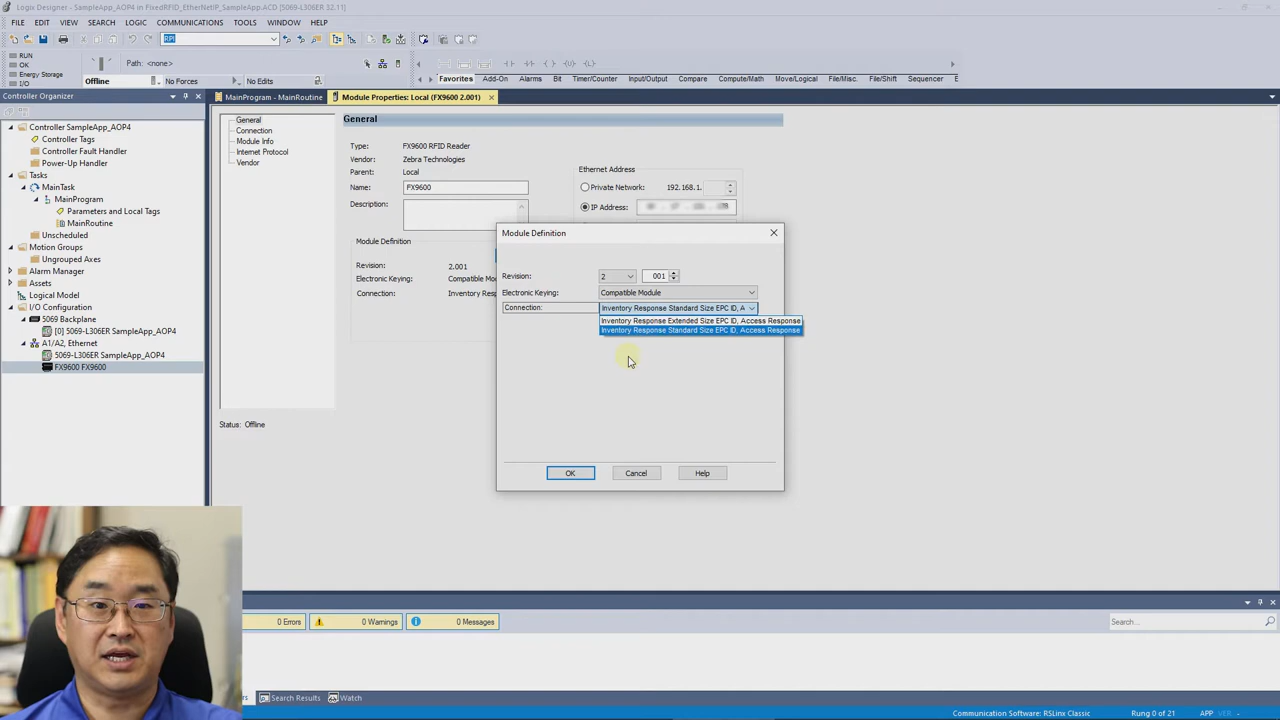 Logix Designer - SampleApp_AOP4 in FixedRFID_EtherNetIP_SampleApp.ACD [5069-L306ER 32.11]
FILE EDIT VIEW SEARCH LOGIC COMMUNICATIONS TOOLS WINDOW HELP
RPI
RUN
OK
Energy Storage
I/O
Path: <none>
Offline
No Forces
No Edits
Favorites Add-On Alarms Bit Timer/Counter Input/Output Compare Compute/Math Move/Logical File/Misc. File/Shift Sequencer
Controller Organizer
MainProgram - MainRoutine
Module Properties: Local (FX9600 2.001)
Controller SampleApp_AOP4
Controller Tags
Controller Fault Handler
Power-Up Handler
Tasks
MainTask
MainProgram
Parameters and Local Tags
MainRoutine
Unscheduled
Motion Groups
Ungrouped Axes
Alarm Manager
Assets
Logical Model
I/O Configuration
5069 Backplane
[0] 5069-L306ER SampleApp_AOP4
A1/A2, Ethernet
5069-L306ER SampleApp_AOP4
FX9600 FX9600
General
Connection
Module Info
Internet Protocol
Vendor
Status: Offline
General
Type: FX9600 RFID Reader
Vendor: Zebra Technologies
Parent: Local
Name: FX9600
Description:
Ethernet Address
Private Network: 192.168.1.
IP Address:
Module Definition
Revision: 2.001
Electronic Keying: Compatible Mo
Connection: Inventory Resp
Module Definition
Revision: 2 001
Electronic Keying: Compatible Module
Connection: Inventory Response Standard Size EPC ID, A
Inventory Response Extended Size EPC ID, Access Response
Inventory Response Standard Size EPC ID, Access Response
OK Cancel Help
0 Errors 0 Warnings 0 Messages
Search...
Search Results Watch
Communication Software: RSLinx Classic
Rung 0 of 21
APP
VER